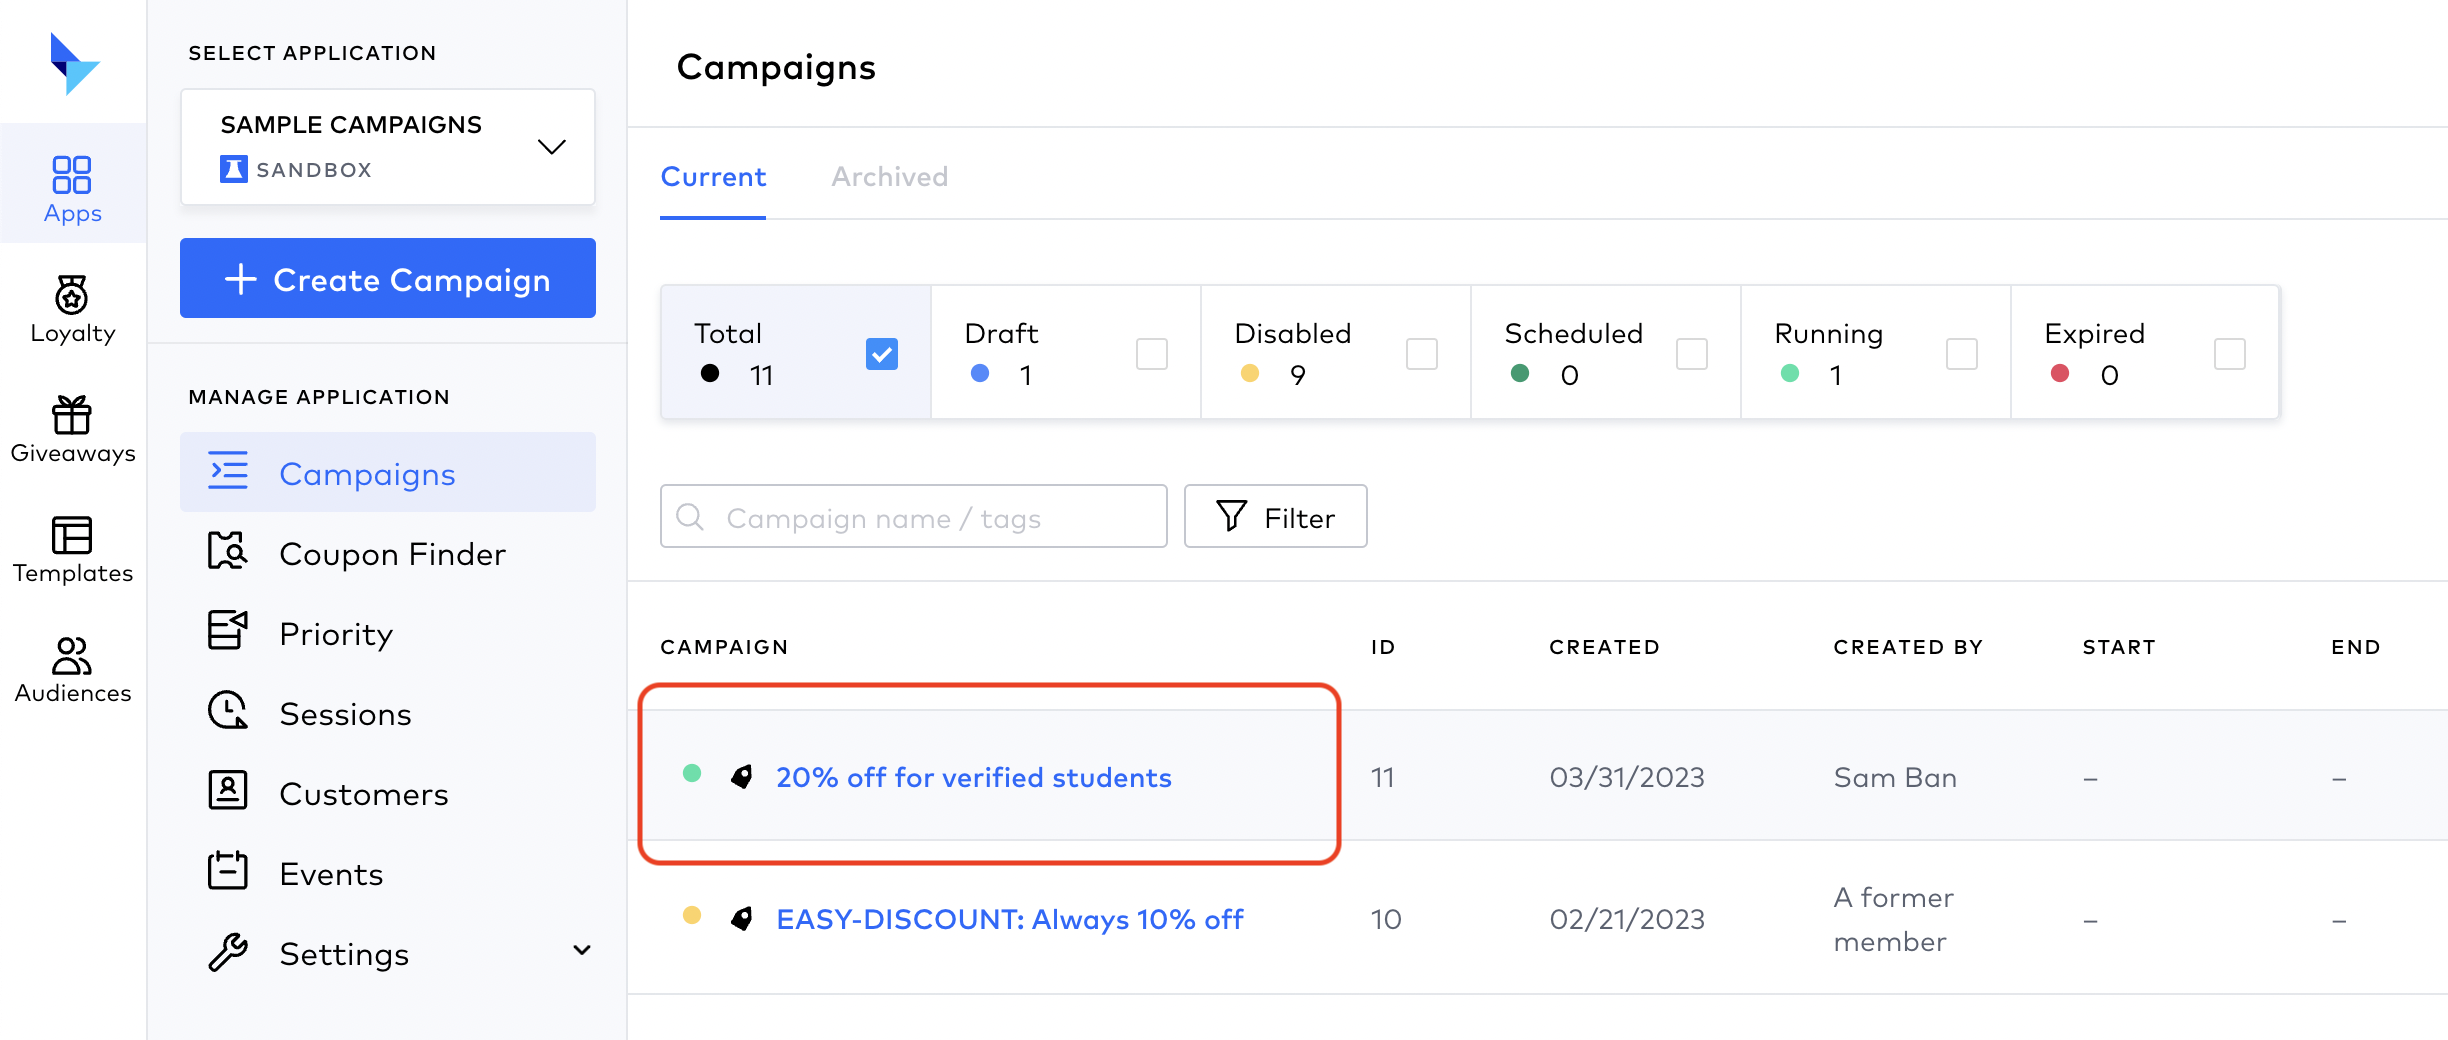 SELECT APPLICATION
SAMPLE CAMPAIGNS
SANDBOX
Create Campaign
MANAGE APPLICATION
Campaigns
Coupon Finder
Priority
Sessions
Customers
Events
Settings
Apps
Loyalty
Giveaways
Templates
Audiences
Campaigns
Current Archived
Total Draft Disabled Scheduled Running Expired
11 1 9 0 1 0
Campaign name / tags Filter
CAMPAIGN ID CREATED CREATED BY START END
20% off for verified students 11 03/31/2023 Sam Ban – –
EASY-DISCOUNT: Always 10% off 10 02/21/2023 A former – –
member